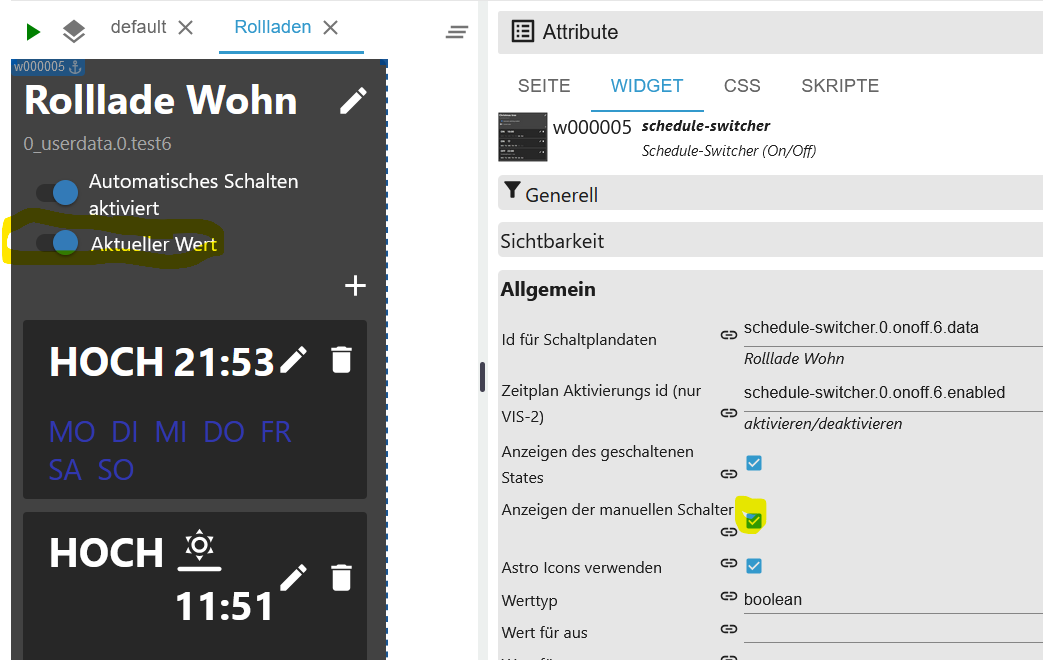 default
Rollladen
w000005
Rolllade Wohn
0_userdata.0.test6
Automatisches Schalten
aktiviert
Aktueller Wert
HOCH 21:53
MO DI MI DO FR
SA SO
HOCH
11:51
Attribute
SEITE WIDGET CSS SKRIPTE
w000005 schedule-switcher
Schedule-Switcher (On/Off)
Generell
Sichtbarkeit
Allgemein
Id für Schaltplandaten
schedule-switcher.0.onoff.6.data
Rolllade Wohn
Zeitplan Aktivierungs id (nur
VIS-2)
schedule-switcher.0.onoff.6.enabled
aktivieren/deaktivieren
Anzeigen des geschaltenen
States
Anzeigen der manuellen Schalter
Astro Icons verwenden
Werttyp
boolean
Wert für aus